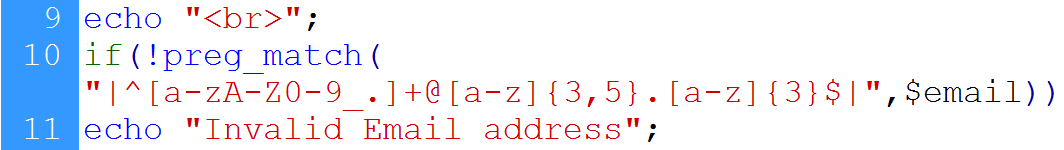 9 echo "<br>";
10 if(!preg_match(
"|^[a-zA-Z0-9_.]+@[a-z]{3,5}.[a-z]{3}$|",$email))
11 echo "Invalid Email address";